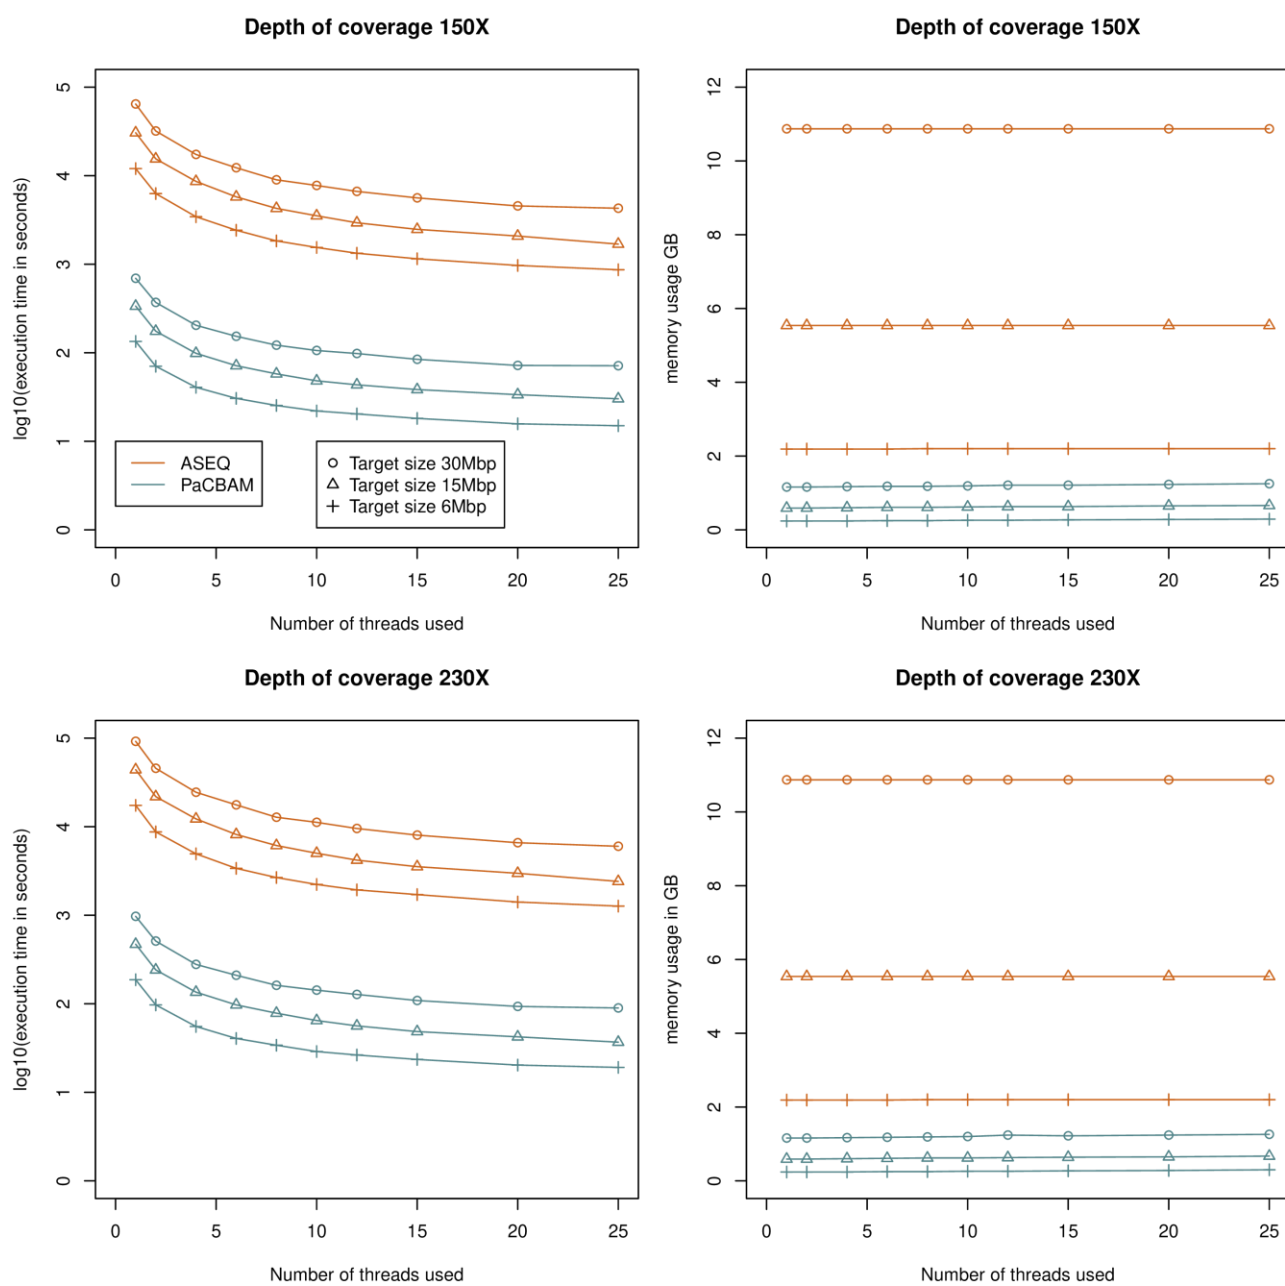 Depth of coverage 150X
log10(execution time in seconds)
5
4
3
2
1
0
ASEQ
PaCBAM
Target size 30Mbp
Target size 15Mbp
Target size 6Mbp
0 5 10 15 20 25
Number of threads used
Depth of coverage 150X
memory usage GB
12
10
8
6
4
2
0
0 5 10 15 20 25
Number of threads used
Depth of coverage 230X
log10(execution time in seconds)
5
4
3
2
1
0
0 5 10 15 20 25
Number of threads used
Depth of coverage 230X
memory usage in GB
12
10
8
6
4
2
0
0 5 10 15 20 25
Number of threads used